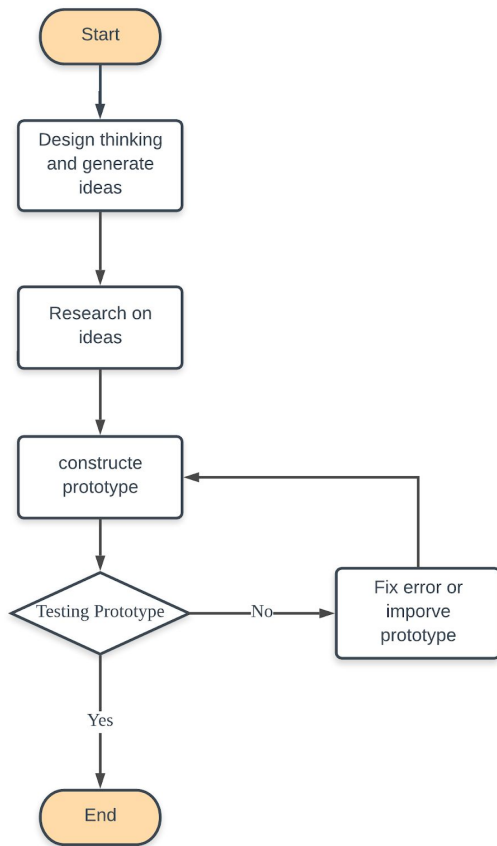 Start
Design thinking
and generate
ideas
Research on
ideas
constructe
prototype
Testing Prototype
No
Fix error or
imporve
prototype
Yes
End